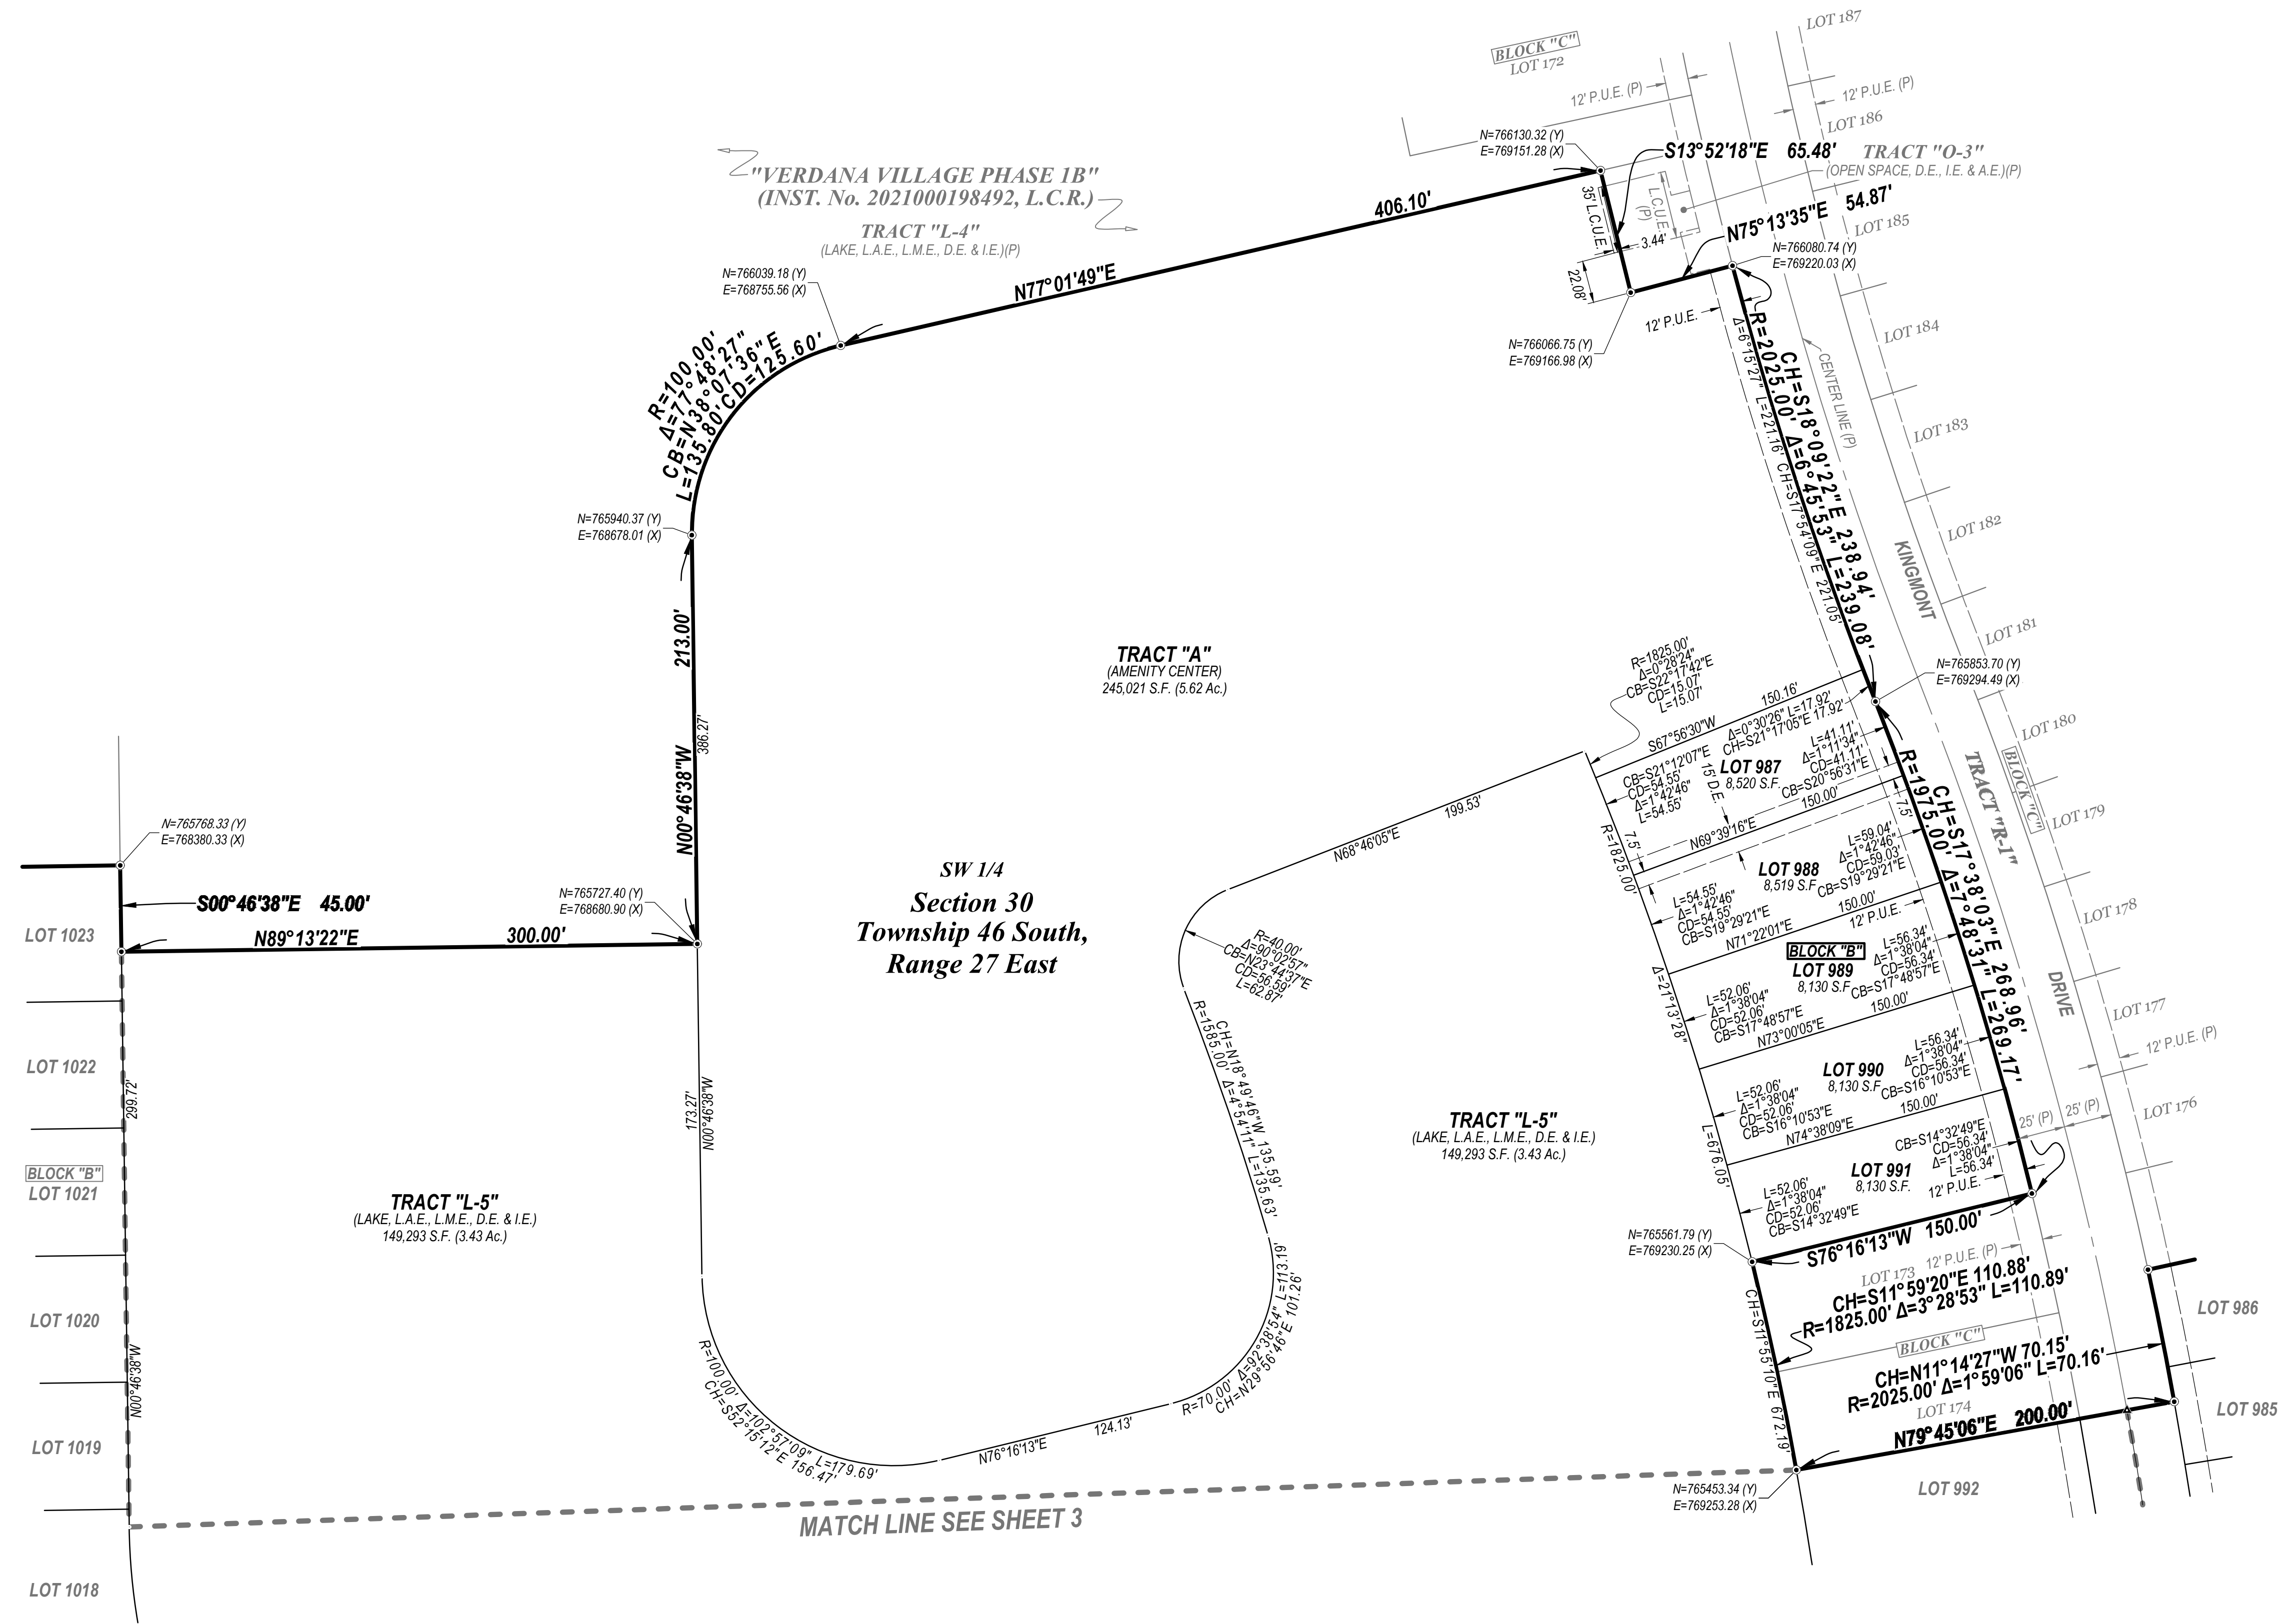 LOT 187
BLOCK "C"
LOT 172
12' P.U.E. (P)
12' P.U.E. (P)
LOT 186
N=766130.32 (Y)
E=769151.28 (X)
S13°52'18"E 65.48'
TRACT "O-3"
(OPEN SPACE, D.E., I.E. & A.E.)(P)
"VERDANA VILLAGE PHASE 1B"
(INST. No. 2021000198492, L.C.R.)
TRACT "L-4"
(LAKE, L.A.E., L.M.E., D.E. & I.E.)(P)
406.10'
35' L.C.U.E.
L.C.U.E.
(P)
3.44'
22.08'
N75°13'35"E 54.87'
LOT 185
N=766080.74 (Y)
E=769220.03 (X)
N=766039.18 (Y)
E=768755.56 (X)
N77°01'49"E
12' P.U.E.
N=766066.75 (Y)
E=769166.98 (X)
LOT 184
R=100.00'
Δ=77°48'27"
CB=N38°07'36"E
L=135.80' CD=125.60'
CH=S18°09'22"E 238.94'
R=2025.00' Δ=6°45'53" L=239.08'
Δ=6°15'27" L=221.16' CH=S17°54'09"E 221.05'
CENTER LINE (P)
LOT 183
N=765940.37 (Y)
E=768678.01 (X)
LOT 182
KINGMONT
213.00'
TRACT "A"
(AMENITY CENTER)
245,021 S.F. (5.62 Ac.)
LOT 181
R=1825.00'
Δ=0°28'24"
CB=S22°17'42"E
CD=15.07'
L=15.07'
N=765853.70 (Y)
E=769294.49 (X)
386.27'
N00°46'38"W
S67°56'30"W
150.16'
Δ=0°30'26" L=17.92'
CH=S21°17'05"E 17.92'
LOT 180
L=41.11'
Δ=1°11'34"
CD=41.11'
CB=S20°56'31"E
CB=S21°12'07"E
CD=54.55'
Δ=1°42'46"
L=54.55'
15' D.E.
LOT 987
8,520 S.F.
150.00'
N69°39'16"E
7.5'
7.5'
BLOCK "C"
TRACT "R-1"
CH=S17°38'03"E 268.96'
R=1975.00' Δ=7°48'31" L=269.17'
LOT 179
N=765768.33 (Y)
E=768380.33 (X)
199.53'
N68°46'05"E
R=1825.00'
Δ=21°13'28"
L=676.05'
L=59.04'
Δ=1°42'46"
CD=59.03'
CB=S19°29'21"E
LOT 988
8,519 S.F.
L=54.55'
Δ=1°42'46"
CD=54.55'
CB=S19°29'21"E
150.00'
N71°22'01"E
12' P.U.E.
SW 1/4
Section 30
Township 46 South,
Range 27 East
S00°46'38"E 45.00'
N=765727.40 (Y)
E=768680.90 (X)
LOT 1023
N89°13'22"E
300.00'
LOT 178
R=40.00'
Δ=90°02'57"
CB=N23°44'37"E
CD=56.59'
L=62.87'
BLOCK "B"
LOT 989
8,130 S.F.
L=56.34'
Δ=1°38'04"
CD=56.34'
CB=S17°48'57"E
150.00'
L=52.06'
Δ=1°38'04"
CD=52.06'
CB=S17°48'57"E
N73°00'05"E
DRIVE
LOT 177
12' P.U.E. (P)
LOT 1022
299.72'
173.27'
N00°46'38"W
CH=N18°49'46"W 135.59'
R=1585.00' Δ=4°54'11" L=135.63'
LOT 990
8,130 S.F.
L=56.34'
Δ=1°38'04"
CD=56.34'
CB=S16°10'53"E
150.00'
L=52.06'
Δ=1°38'04"
CD=52.06'
CB=S16°10'53"E
N74°38'09"E
25' (P)
25' (P)
LOT 176
TRACT "L-5"
(LAKE, L.A.E., L.M.E., D.E. & I.E.)
149,293 S.F. (3.43 Ac.)
CB=S14°32'49"E
CD=56.34'
Δ=1°38'04"
L=56.34'
LOT 991
8,130 S.F.
12' P.U.E.
L=52.06'
Δ=1°38'04"
CD=52.06'
CB=S14°32'49"E
BLOCK "B"
LOT 1021
TRACT "L-5"
(LAKE, L.A.E., L.M.E., D.E. & I.E.)
149,293 S.F. (3.43 Ac.)
N=765561.79 (Y)
E=769230.25 (X)
S76°16'13"W 150.00'
12' P.U.E. (P)
LOT 173
CH=S11°59'20"E 110.88'
R=1825.00' Δ=3°28'53" L=110.89'
LOT 986
LOT 1020
BLOCK "C"
CH=N11°14'27"W 70.15'
R=2025.00' Δ=1°59'06" L=70.16'
CH=S11°55'10"E 672.19'
R=70.00' Δ=92°38'54" L=113.19'
CH=N29°56'46"E 101.26'
N00°46'38"W
R=100.00' Δ=102°57'09" L=179.69'
CH=S52°15'12"E 156.47'
LOT 174
N79°45'06"E 200.00'
LOT 985
124.13'
N76°16'13"E
LOT 1019
N=765453.34 (Y)
E=769253.28 (X)
LOT 992
MATCH LINE SEE SHEET 3
LOT 1018